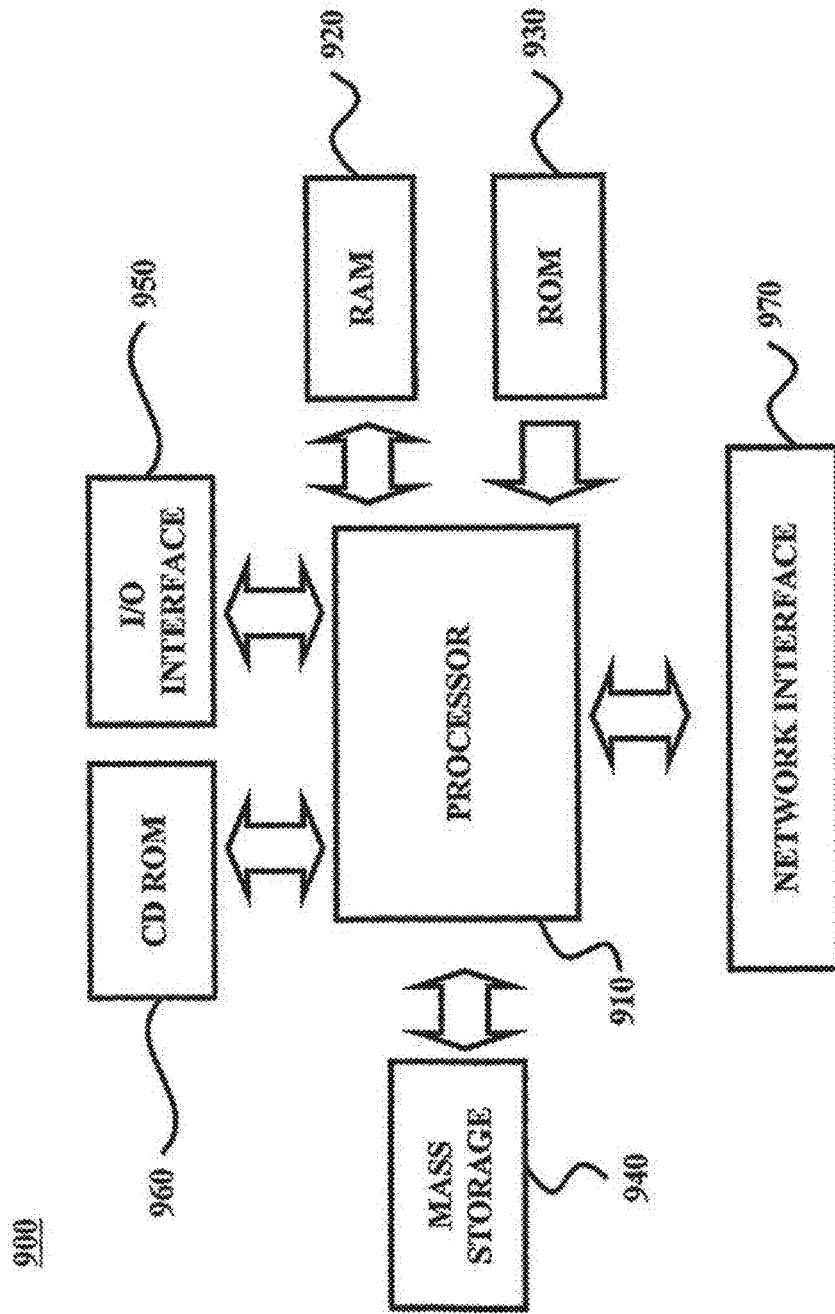 900
960
CD ROM
I/O
INTERFACE
950
MASS
STORAGE
940
PROCESSOR
910
RAM
920
ROM
930
NETWORK INTERFACE
970